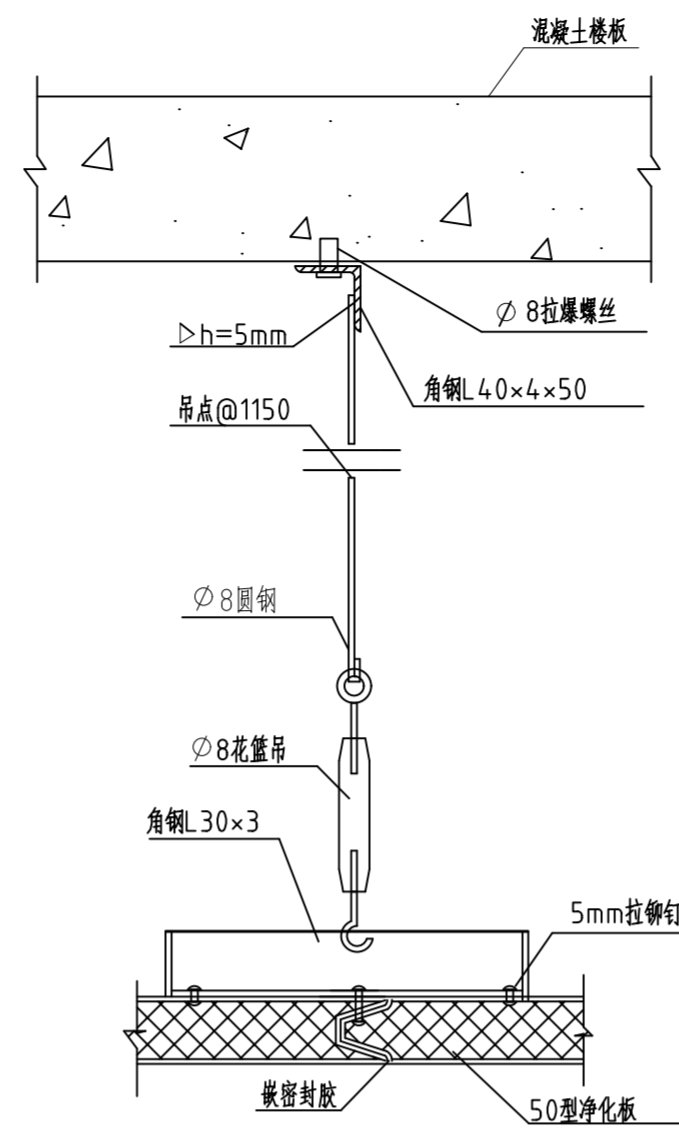 混凝土楼板
∅8拉爆螺丝
▷h=5mm
角钢L40×4×50
吊点@1150
∅8圆钢
∅8花篮吊
角钢L30×3
5mm拉铆钉
嵌密封胶
50型净化板